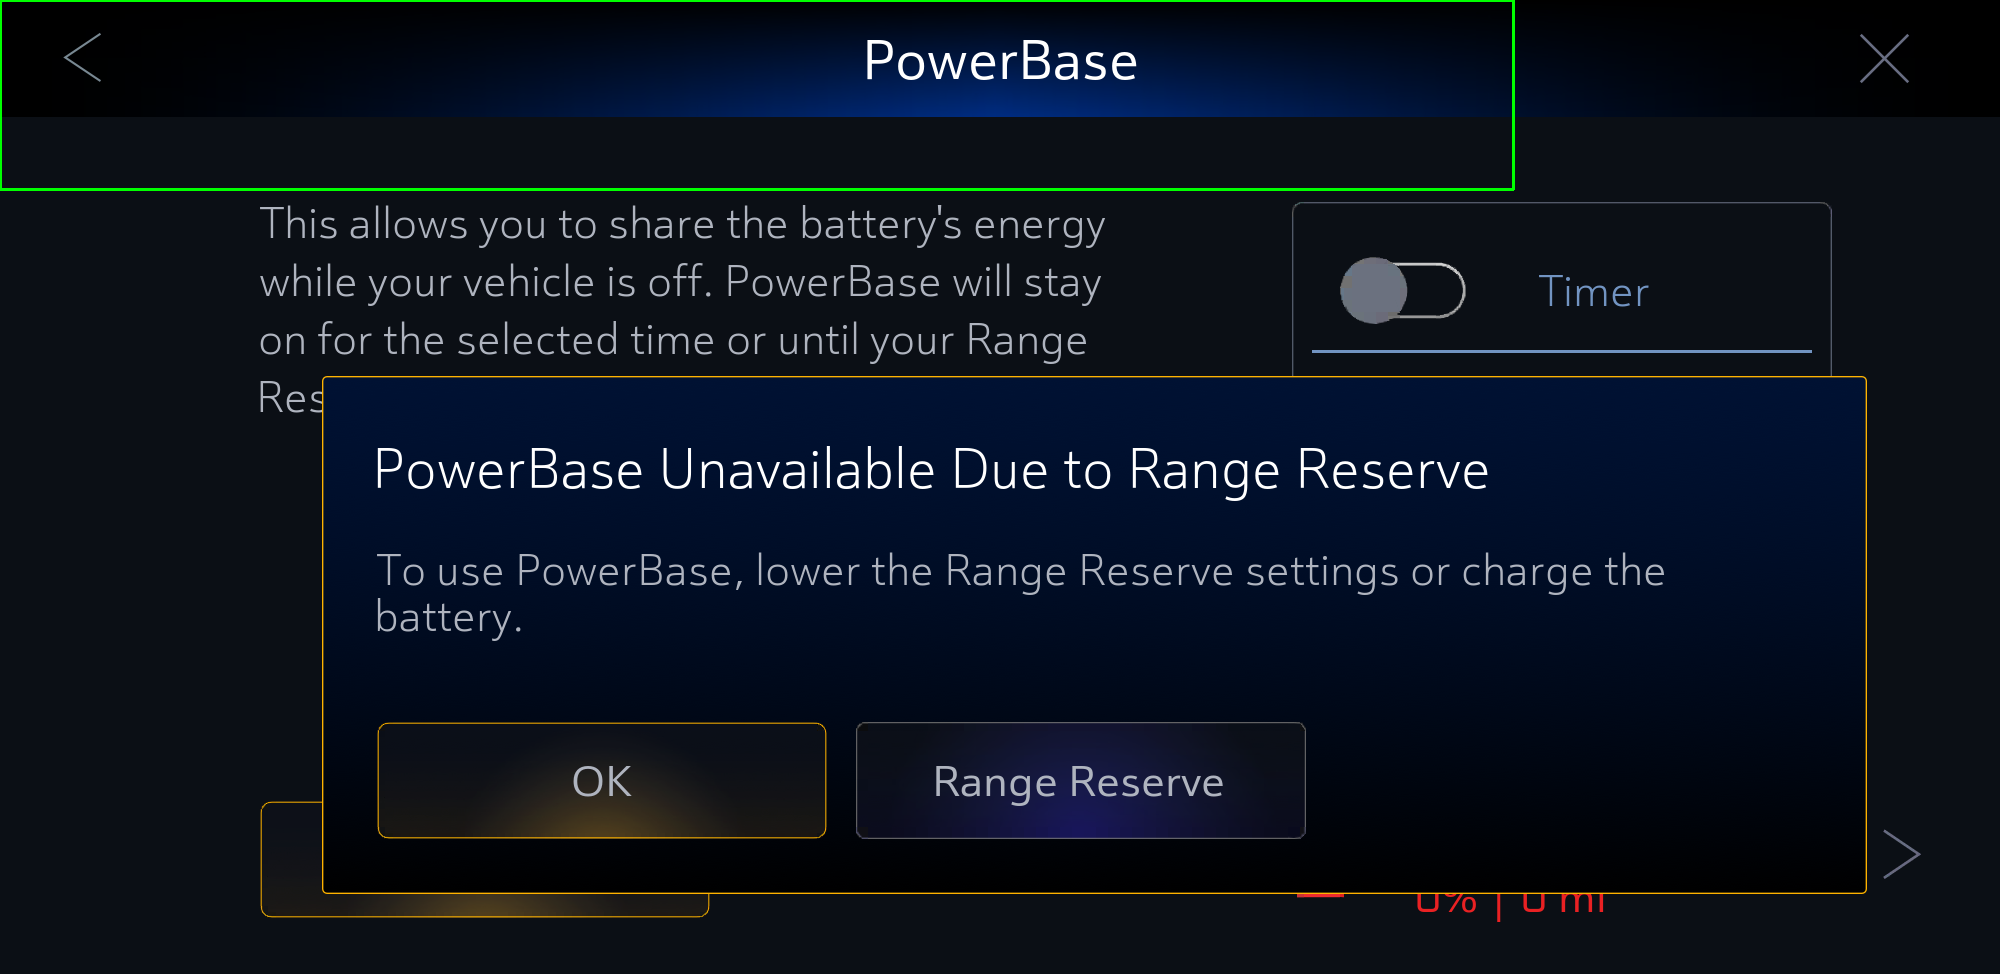 PowerBase
This allows you to share the battery's energy
while your vehicle is off. PowerBase will stay
on for the selected time or until your Range
Res
Timer
PowerBase Unavailable Due to Range Reserve
To use PowerBase, lower the Range Reserve settings or charge the
battery.
OK
Range Reserve
0% | 0 mi